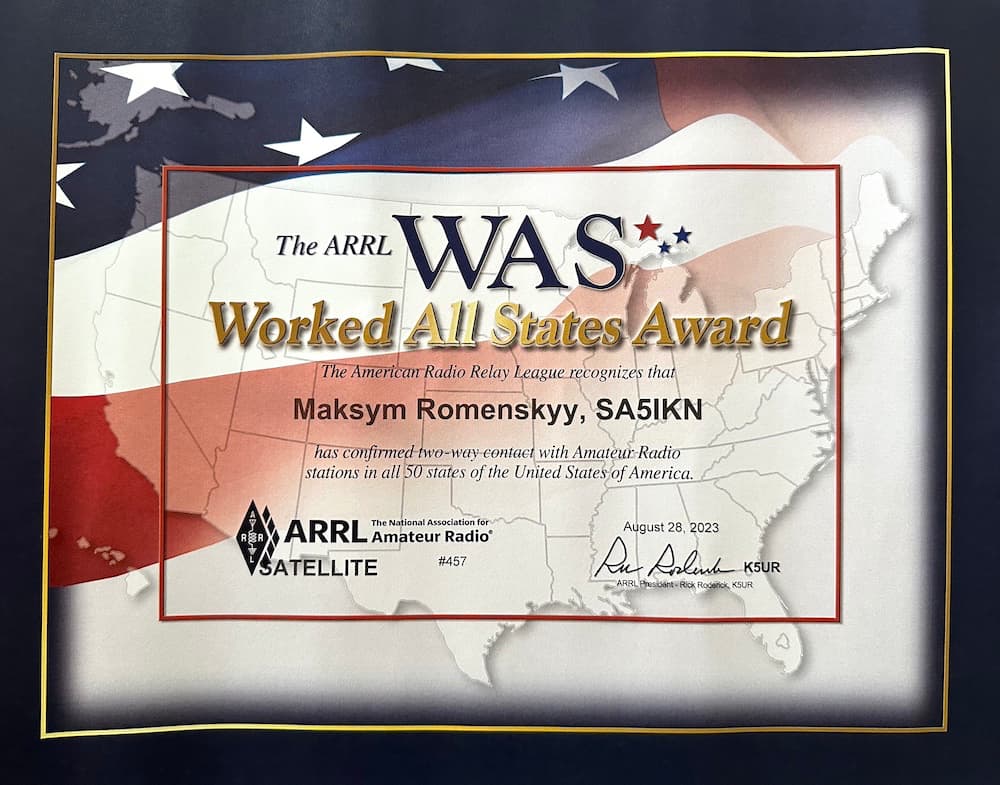 The ARRL WAS
Worked All States Award
The American Radio Relay League recognizes that
Maksym Romenskyy, SA5IKN
has confirmed two-way contact with Amateur Radio
stations in all 50 states of the United States of America.
ARRL The National Association for
Amateur Radio®
SATELLITE
#457
August 28, 2023
K5UR
ARRL President - Rick Roderick, K5UR